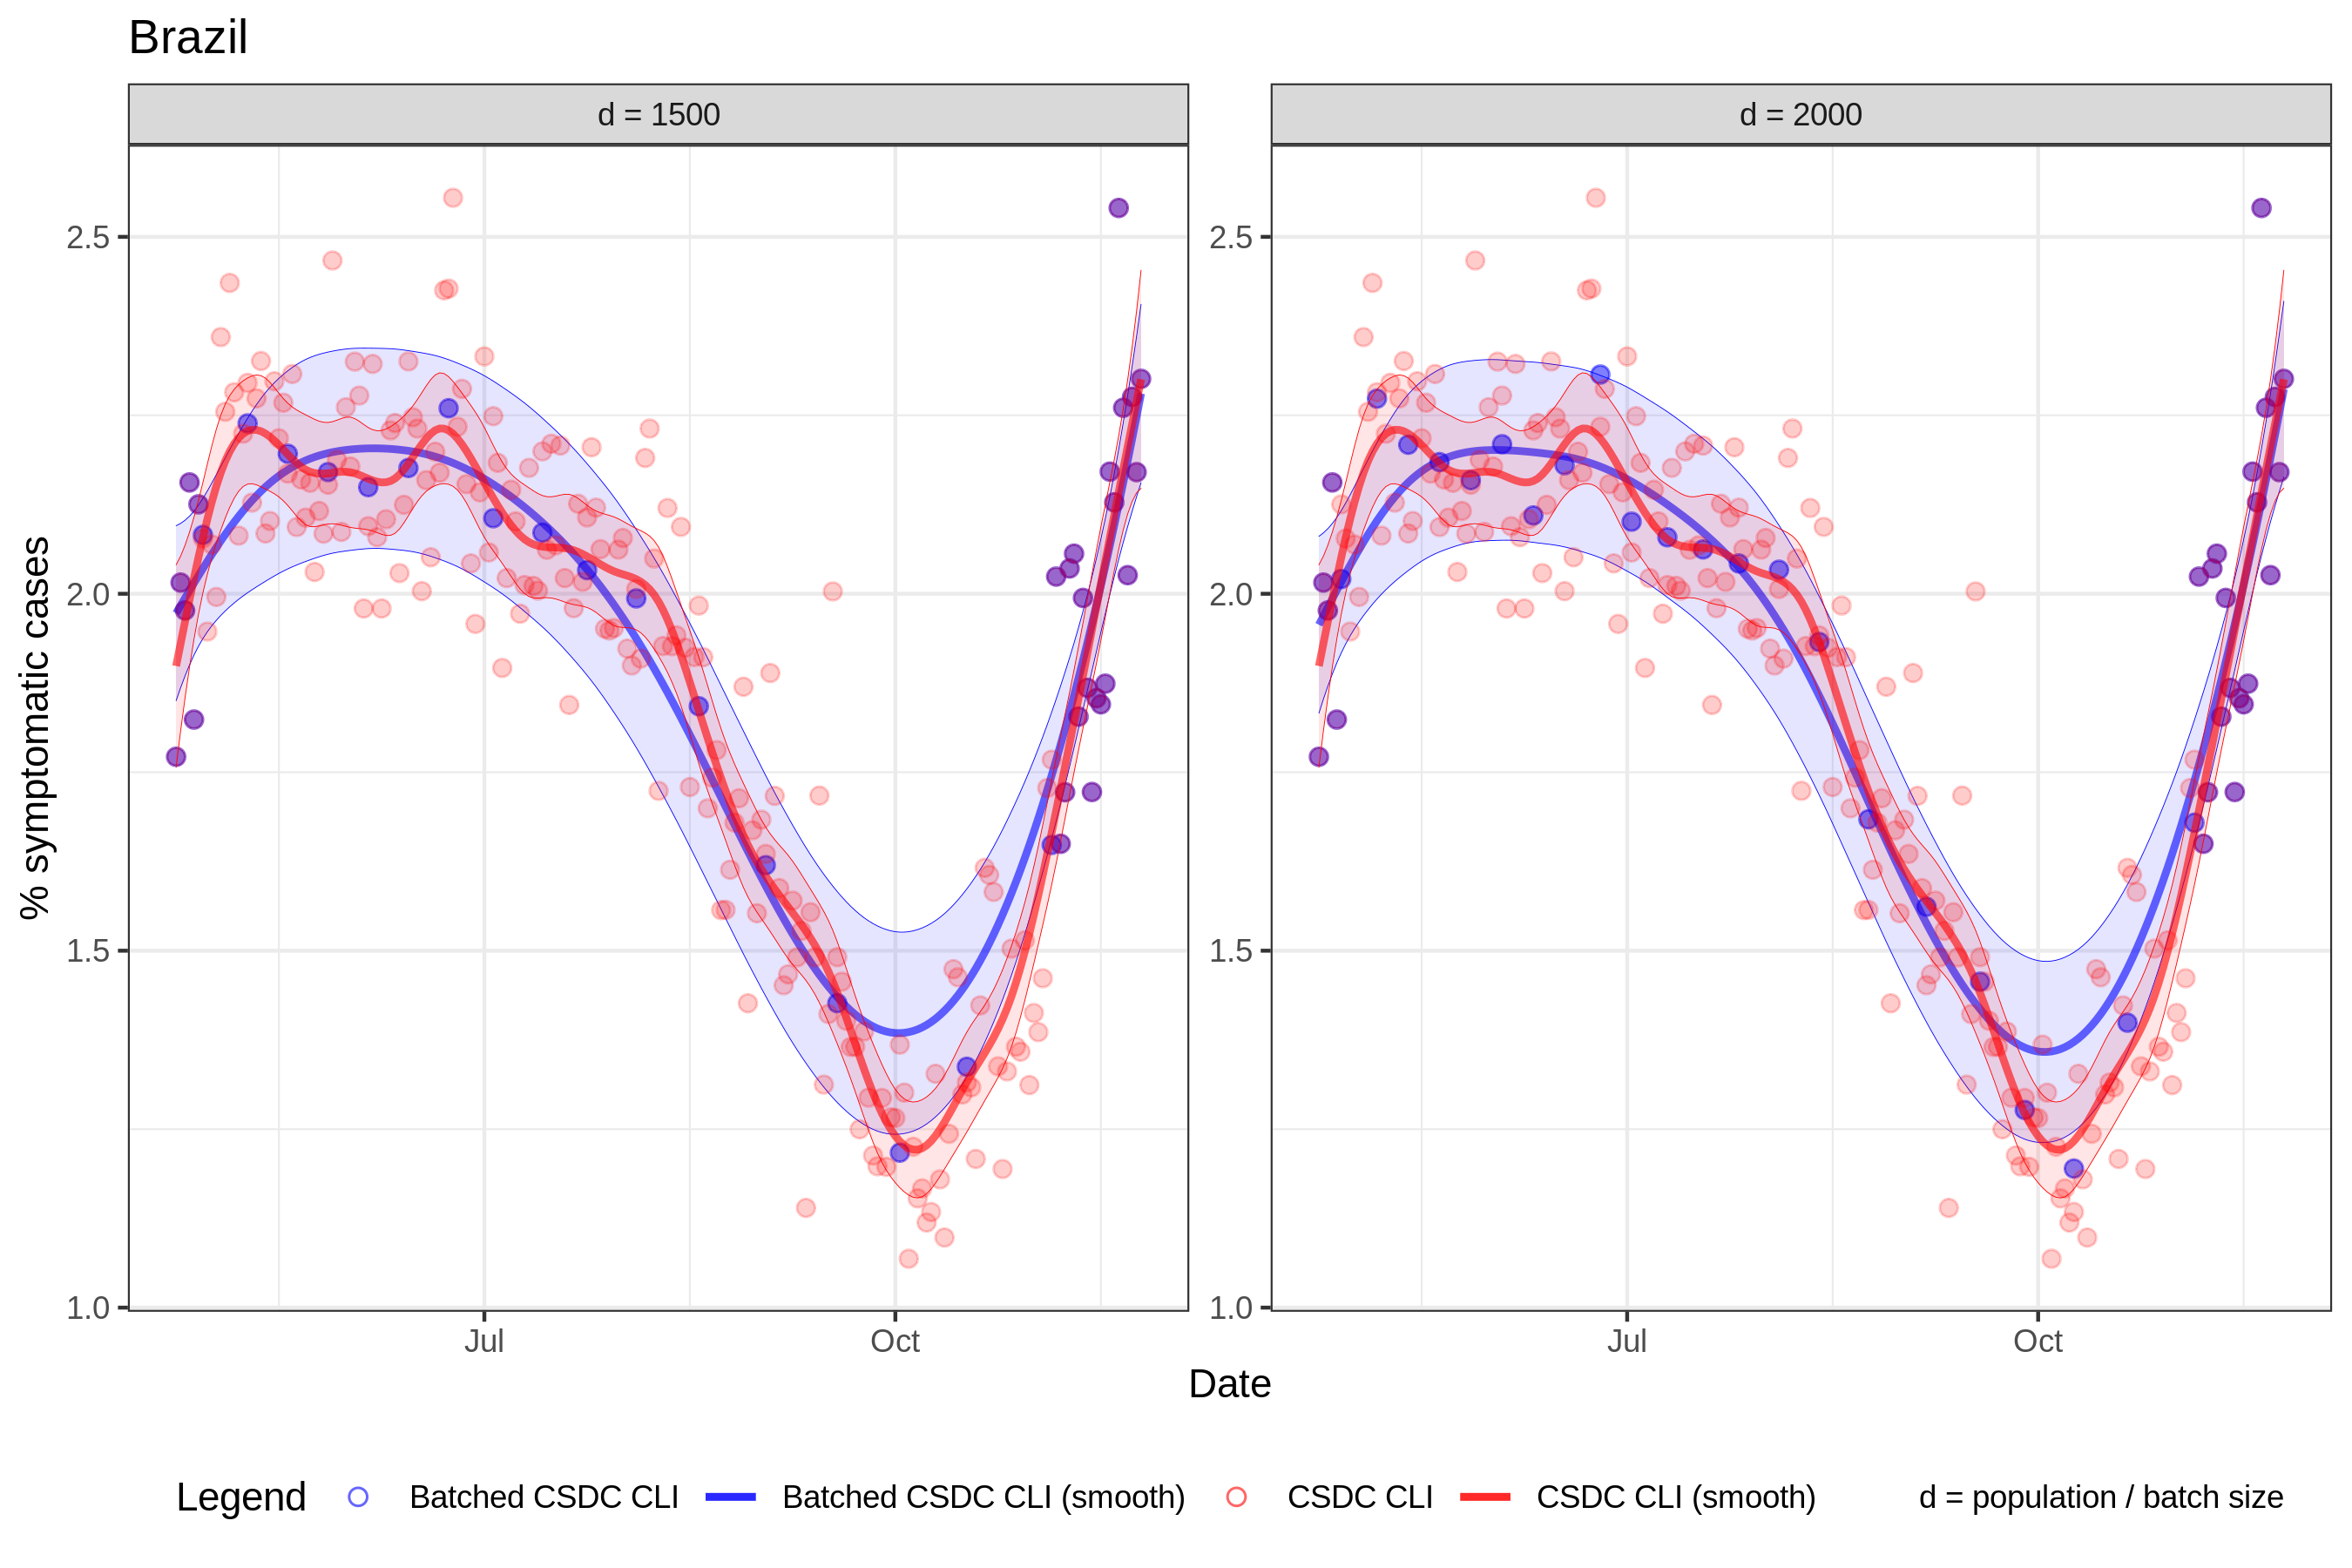 Brazil
d = 1500
d = 2000
% symptomatic cases
2.5
2.0
1.5
1.0
2.5
2.0
1.5
1.0
Jul
Oct
Jul
Oct
Date
Legend
Batched CSDC CLI
Batched CSDC CLI (smooth)
CSDC CLI
CSDC CLI (smooth)
d = population / batch size